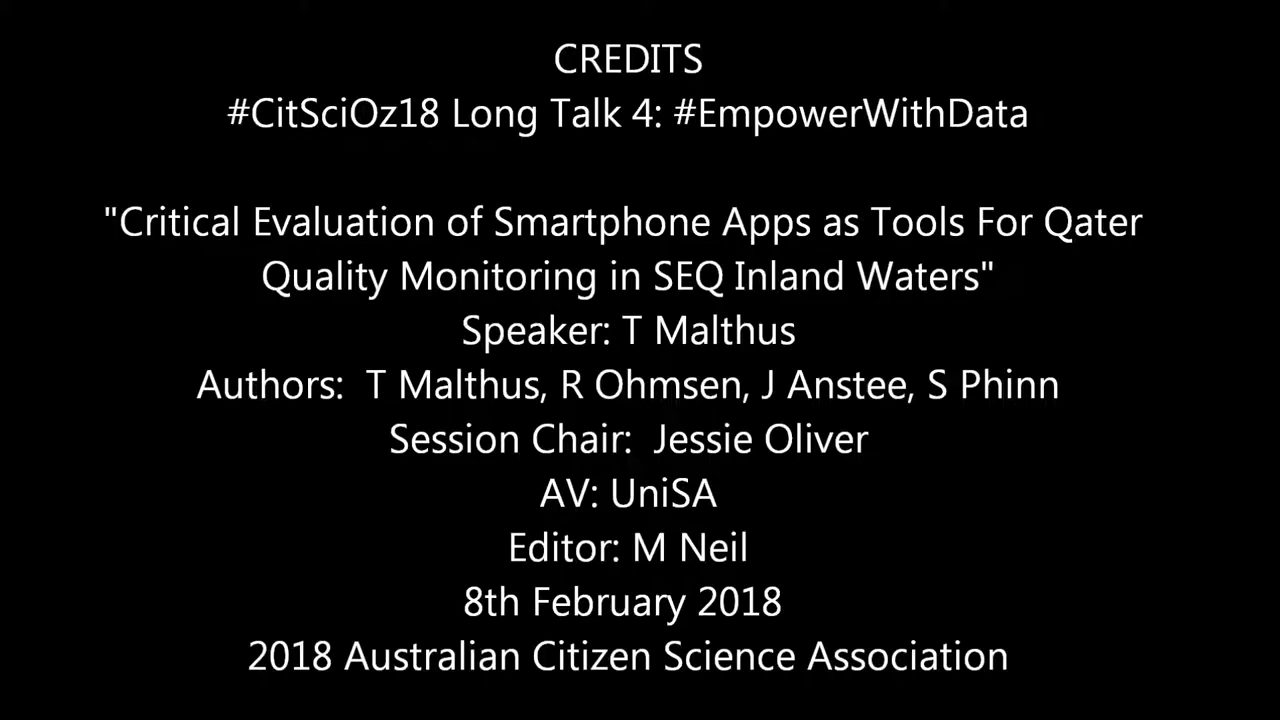 CREDITS
#CitSciOz18 Long Talk 4: #EmpowerWithData
"Critical Evaluation of Smartphone Apps as Tools For Qater
Quality Monitoring in SEQ Inland Waters"
Speaker: T Malthus
Authors:  T Malthus, R Ohmsen, J Anstee, S Phinn
Session Chair:  Jessie Oliver
AV: UniSA
Editor: M Neil
8th February 2018
2018 Australian Citizen Science Association